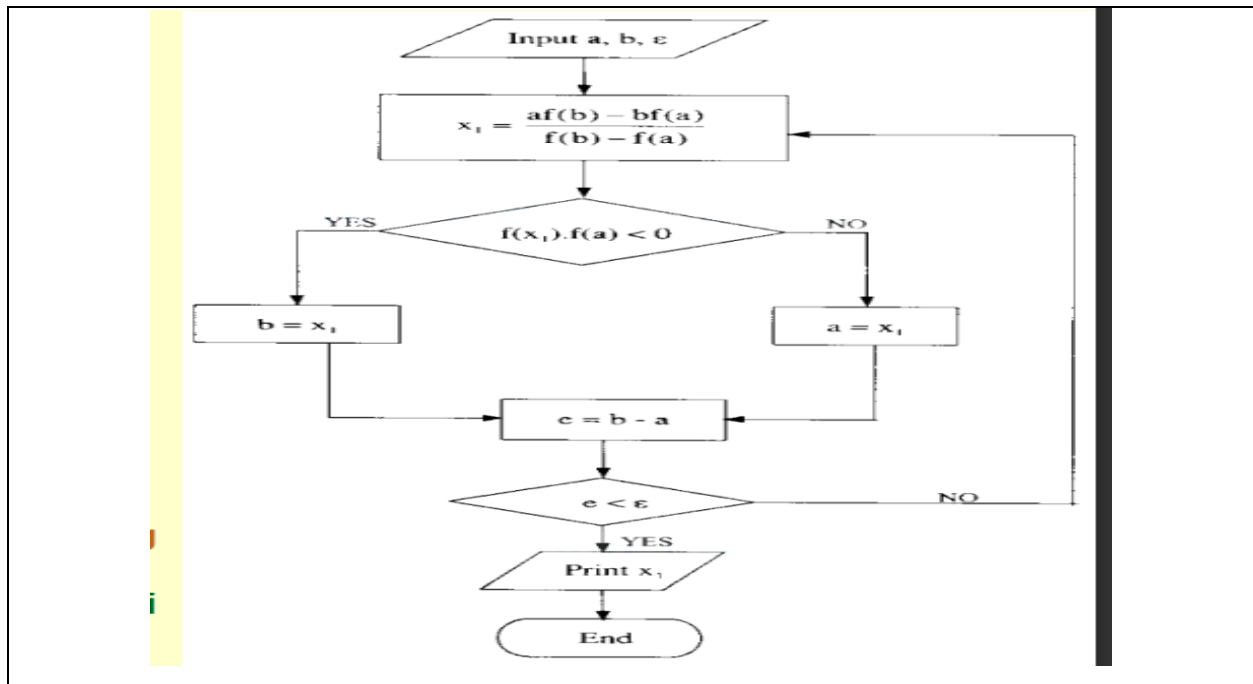 Input a, b, ε
x₁ = af(b) − bf(a) / f(b) − f(a)
YES
f(x₁).f(a) < 0
NO
b = x₁
a = x₁
e = b - a
e < ε
NO
YES
Print x₁
End
i